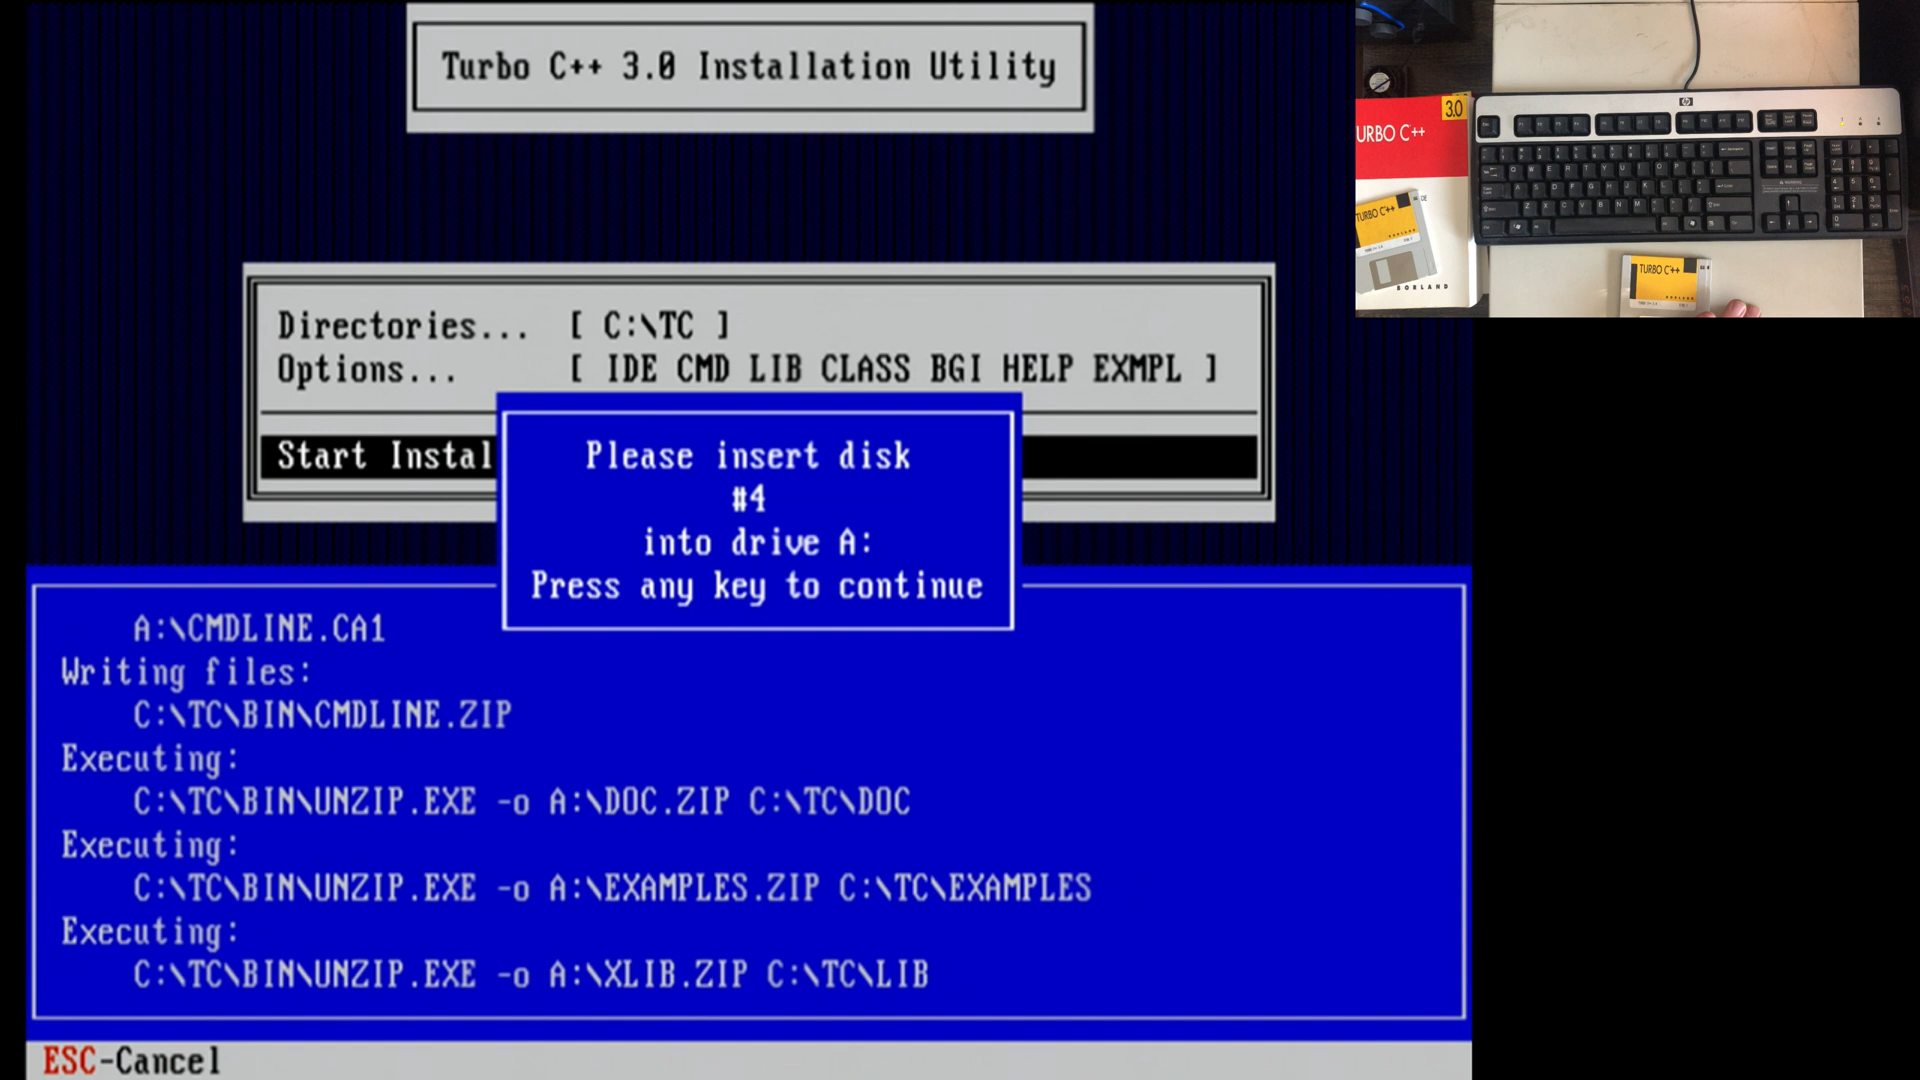 Turbo C++ 3.0 Installation Utility
Directories... [ C:\TC ]
Options... [ IDE CMD LIB CLASS BGI HELP EXMPL ]
Start Instal
Please insert disk
#4
into drive A:
Press any key to continue
A:\CMDLINE.CA1
Writing files:
C:\TC\BIN\CMDLINE.ZIP
Executing:
C:\TC\BIN\UNZIP.EXE -o A:\DOC.ZIP C:\TC\DOC
Executing:
C:\TC\BIN\UNZIP.EXE -o A:\EXAMPLES.ZIP C:\TC\EXAMPLES
Executing:
C:\TC\BIN\UNZIP.EXE -o A:\XLIB.ZIP C:\TC\LIB
ESC-Cancel
3.0
URBO C++
TURBO C++
BORLAND
hp
TURBO C++